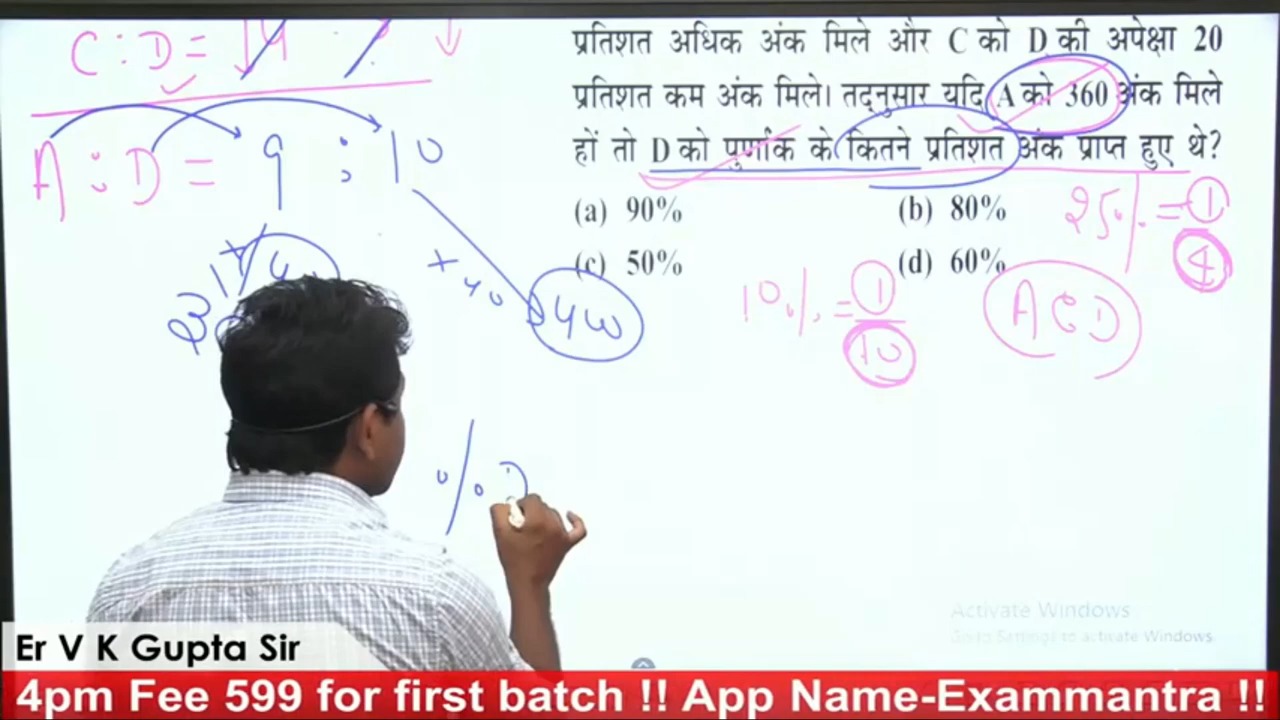 C : D =
प्रतिशत अधिक अंक मिले और C को D की अपेक्षा 20
प्रतिशत कम अंक मिले। तद्नुसार यदि A को 360 अंक मिले
हों तो D को पुर्णांक के कितने प्रतिशत अंक प्राप्त हुए थे?
A : D = 9 : 10
(a) 90%
(b) 80%
(c) 50%
(d) 60%
25% = 1/4
10% = 1/10
× 40
400
% D
Activate Windows
Go to Settings to activate Windows.
Er V K Gupta Sir
4pm Fee 599 for first batch !! App Name-Exammantra !!